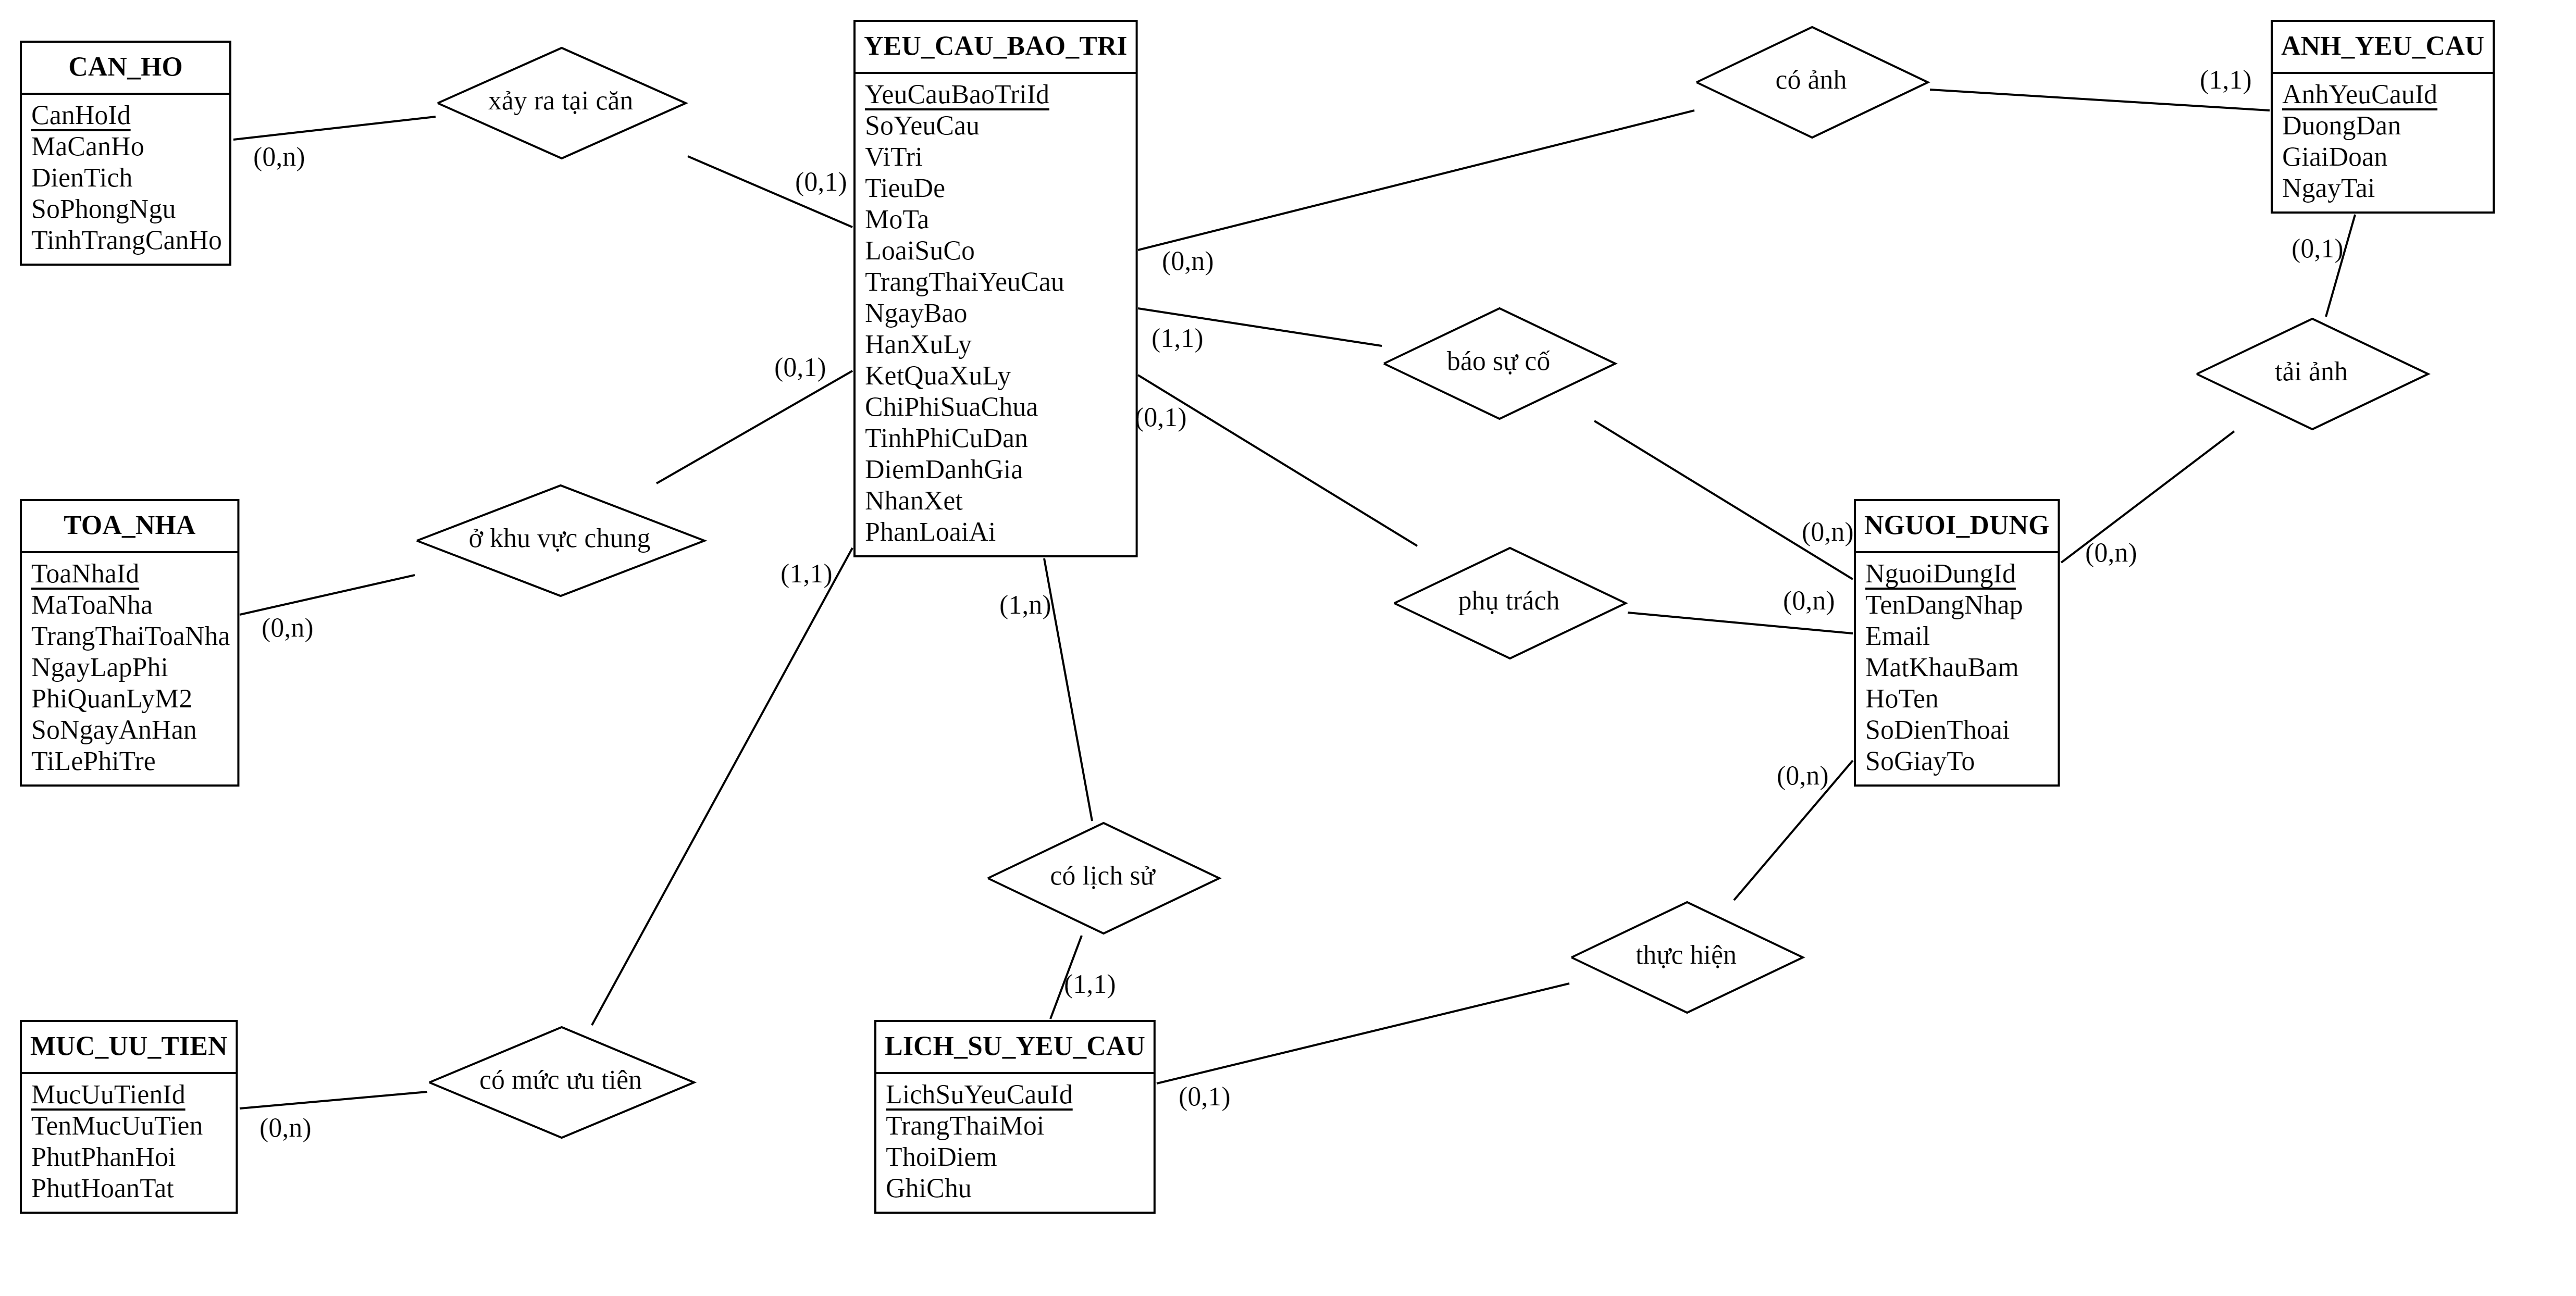 CAN_HO
CanHoId
MaCanHo
DienTich
SoPhongNgu
TinhTrangCanHo
(0,n)
xảy ra tại căn
(0,1)
YEU_CAU_BAO_TRI
YeuCauBaoTriId
SoYeuCau
ViTri
TieuDe
MoTa
LoaiSuCo
TrangThaiYeuCau
NgayBao
HanXuLy
KetQuaXuLy
ChiPhiSuaChua
TinhPhiCuDan
DiemDanhGia
NhanXet
PhanLoaiAi
(0,n)
có ảnh
(1,1)
ANH_YEU_CAU
AnhYeuCauId
DuongDan
GiaiDoan
NgayTai
(0,1)
tải ảnh
(0,n)
(1,1)
báo sự cố
(0,n)
(0,1)
phụ trách
(0,n)
NGUOI_DUNG
NguoiDungId
TenDangNhap
Email
MatKhauBam
HoTen
SoDienThoai
SoGiayTo
(0,n)
thực hiện
(0,1)
TOA_NHA
ToaNhaId
MaToaNha
TrangThaiToaNha
NgayLapPhi
PhiQuanLyM2
SoNgayAnHan
TiLePhiTre
(0,n)
ở khu vực chung
(0,1)
(1,1)
(1,n)
có lịch sử
(1,1)
MUC_UU_TIEN
MucUuTienId
TenMucUuTien
PhutPhanHoi
PhutHoanTat
(0,n)
có mức ưu tiên
LICH_SU_YEU_CAU
LichSuYeuCauId
TrangThaiMoi
ThoiDiem
GhiChu